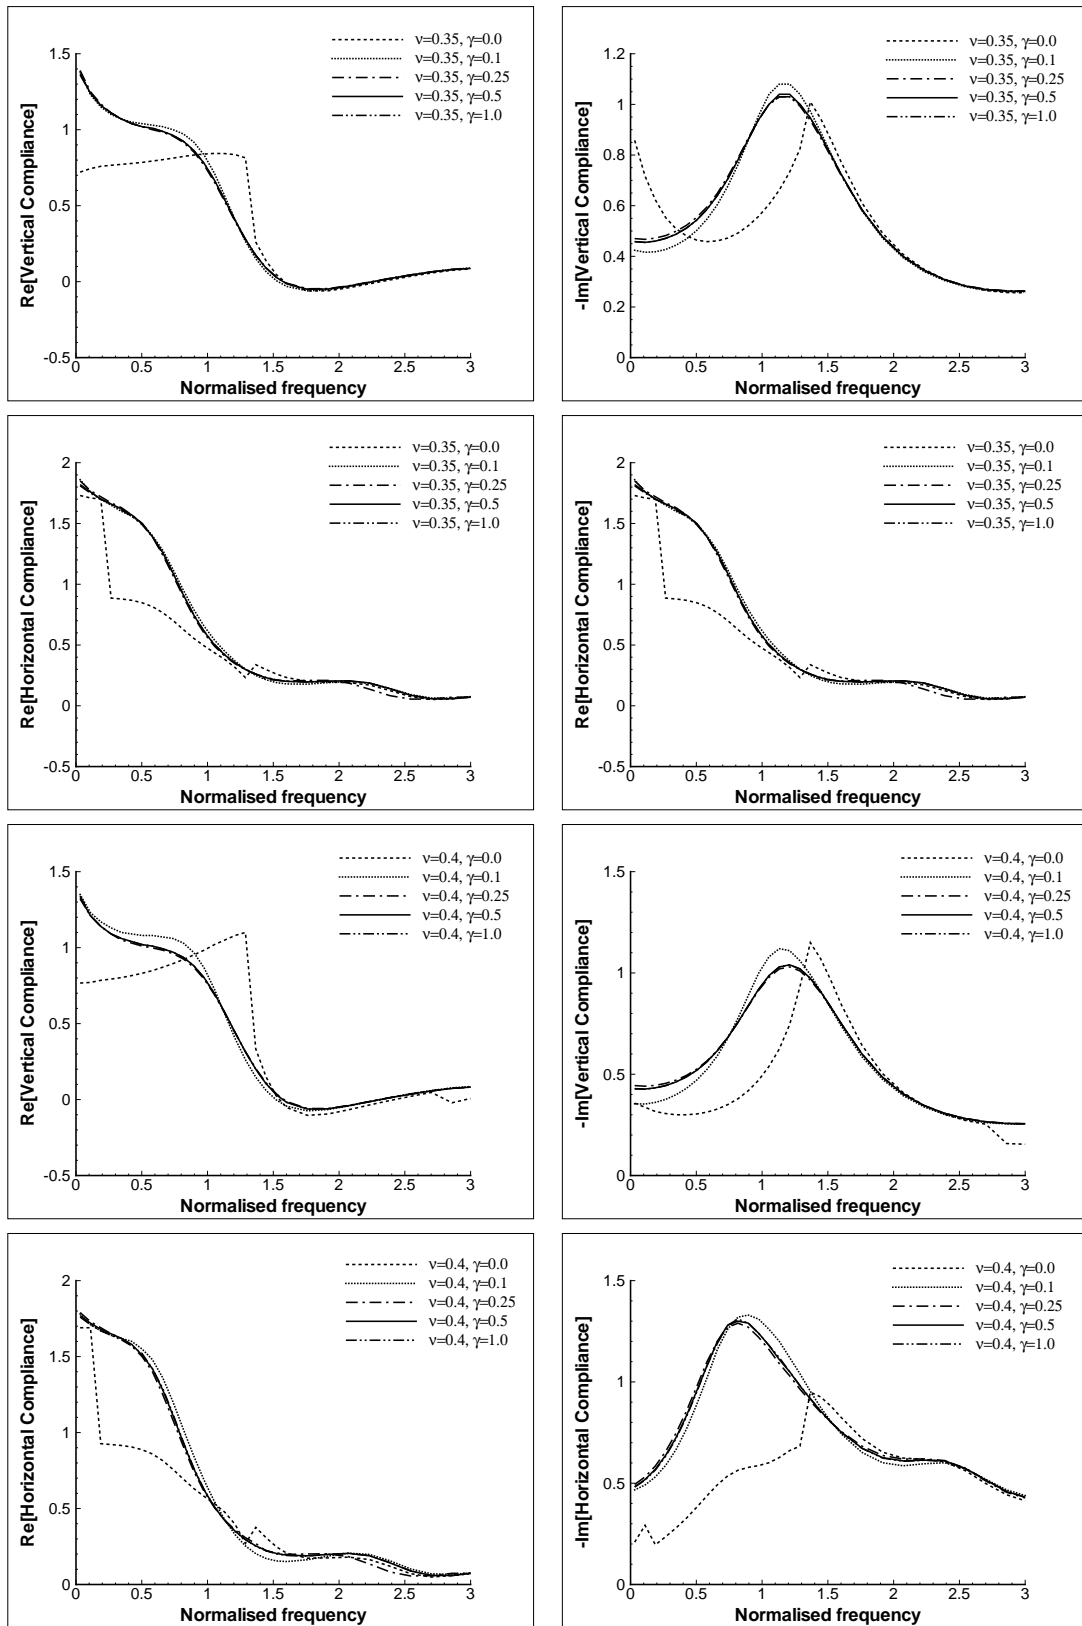 ν=0.35, γ=0.0
ν=0.35, γ=0.1
ν=0.35, γ=0.25
ν=0.35, γ=0.5
ν=0.35, γ=1.0
1.5
1
0.5
0
-0.5
Re[Vertical Compliance]
0 0.5 1 1.5 2 2.5 3
Normalised frequency
ν=0.35, γ=0.0
ν=0.35, γ=0.1
ν=0.35, γ=0.25
ν=0.35, γ=0.5
ν=0.35, γ=1.0
1.2
1.0
0.8
0.6
0.4
0.2
0
-Im[Vertical Compliance]
0 0.5 1 1.5 2 2.5 3
Normalised frequency
ν=0.35, γ=0.0
ν=0.35, γ=0.1
ν=0.35, γ=0.25
ν=0.35, γ=0.5
ν=0.35, γ=1.0
2
1.5
1
0.5
0
-0.5
Re[Horizontal Compliance]
0 0.5 1 1.5 2 2.5 3
Normalised frequency
ν=0.35, γ=0.0
ν=0.35, γ=0.1
ν=0.35, γ=0.25
ν=0.35, γ=0.5
ν=0.35, γ=1.0
2
1.5
1
0.5
0
-0.5
Re[Horizontal Compliance]
0 0.5 1 1.5 2 2.5 3
Normalised frequency
ν=0.4, γ=0.0
ν=0.4, γ=0.1
ν=0.4, γ=0.25
ν=0.4, γ=0.5
ν=0.4, γ=1.0
1.5
1
0.5
0
-0.5
Re[Vertical Compliance]
0 0.5 1 1.5 2 2.5 3
Normalised frequency
ν=0.4, γ=0.0
ν=0.4, γ=0.1
ν=0.4, γ=0.25
ν=0.4, γ=0.5
ν=0.4, γ=1.0
1.5
1
0.5
0
-Im[Vertical Compliance]
0 0.5 1 1.5 2 2.5 3
Normalised frequency
ν=0.4, γ=0.0
ν=0.4, γ=0.1
ν=0.4, γ=0.25
ν=0.4, γ=0.5
ν=0.4, γ=1.0
2
1.5
1
0.5
0
Re[Horizontal Compliance]
0 0.5 1 1.5 2 2.5 3
Normalised frequency
ν=0.4, γ=0.0
ν=0.4, γ=0.1
ν=0.4, γ=0.25
ν=0.4, γ=0.5
ν=0.4, γ=1.0
1.5
1
0.5
0
-Im[Horizontal Compliance]
0 0.5 1 1.5 2 2.5 3
Normalised frequency